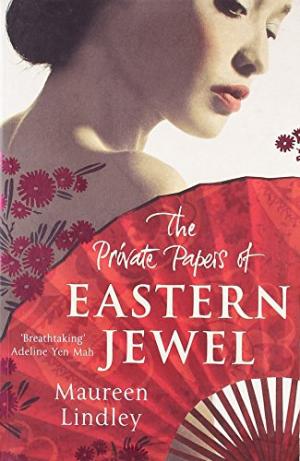 The
Private Papers of
EASTERN
JEWEL
'Breathtaking'
Adeline Yen Mah
Maureen
Lindley